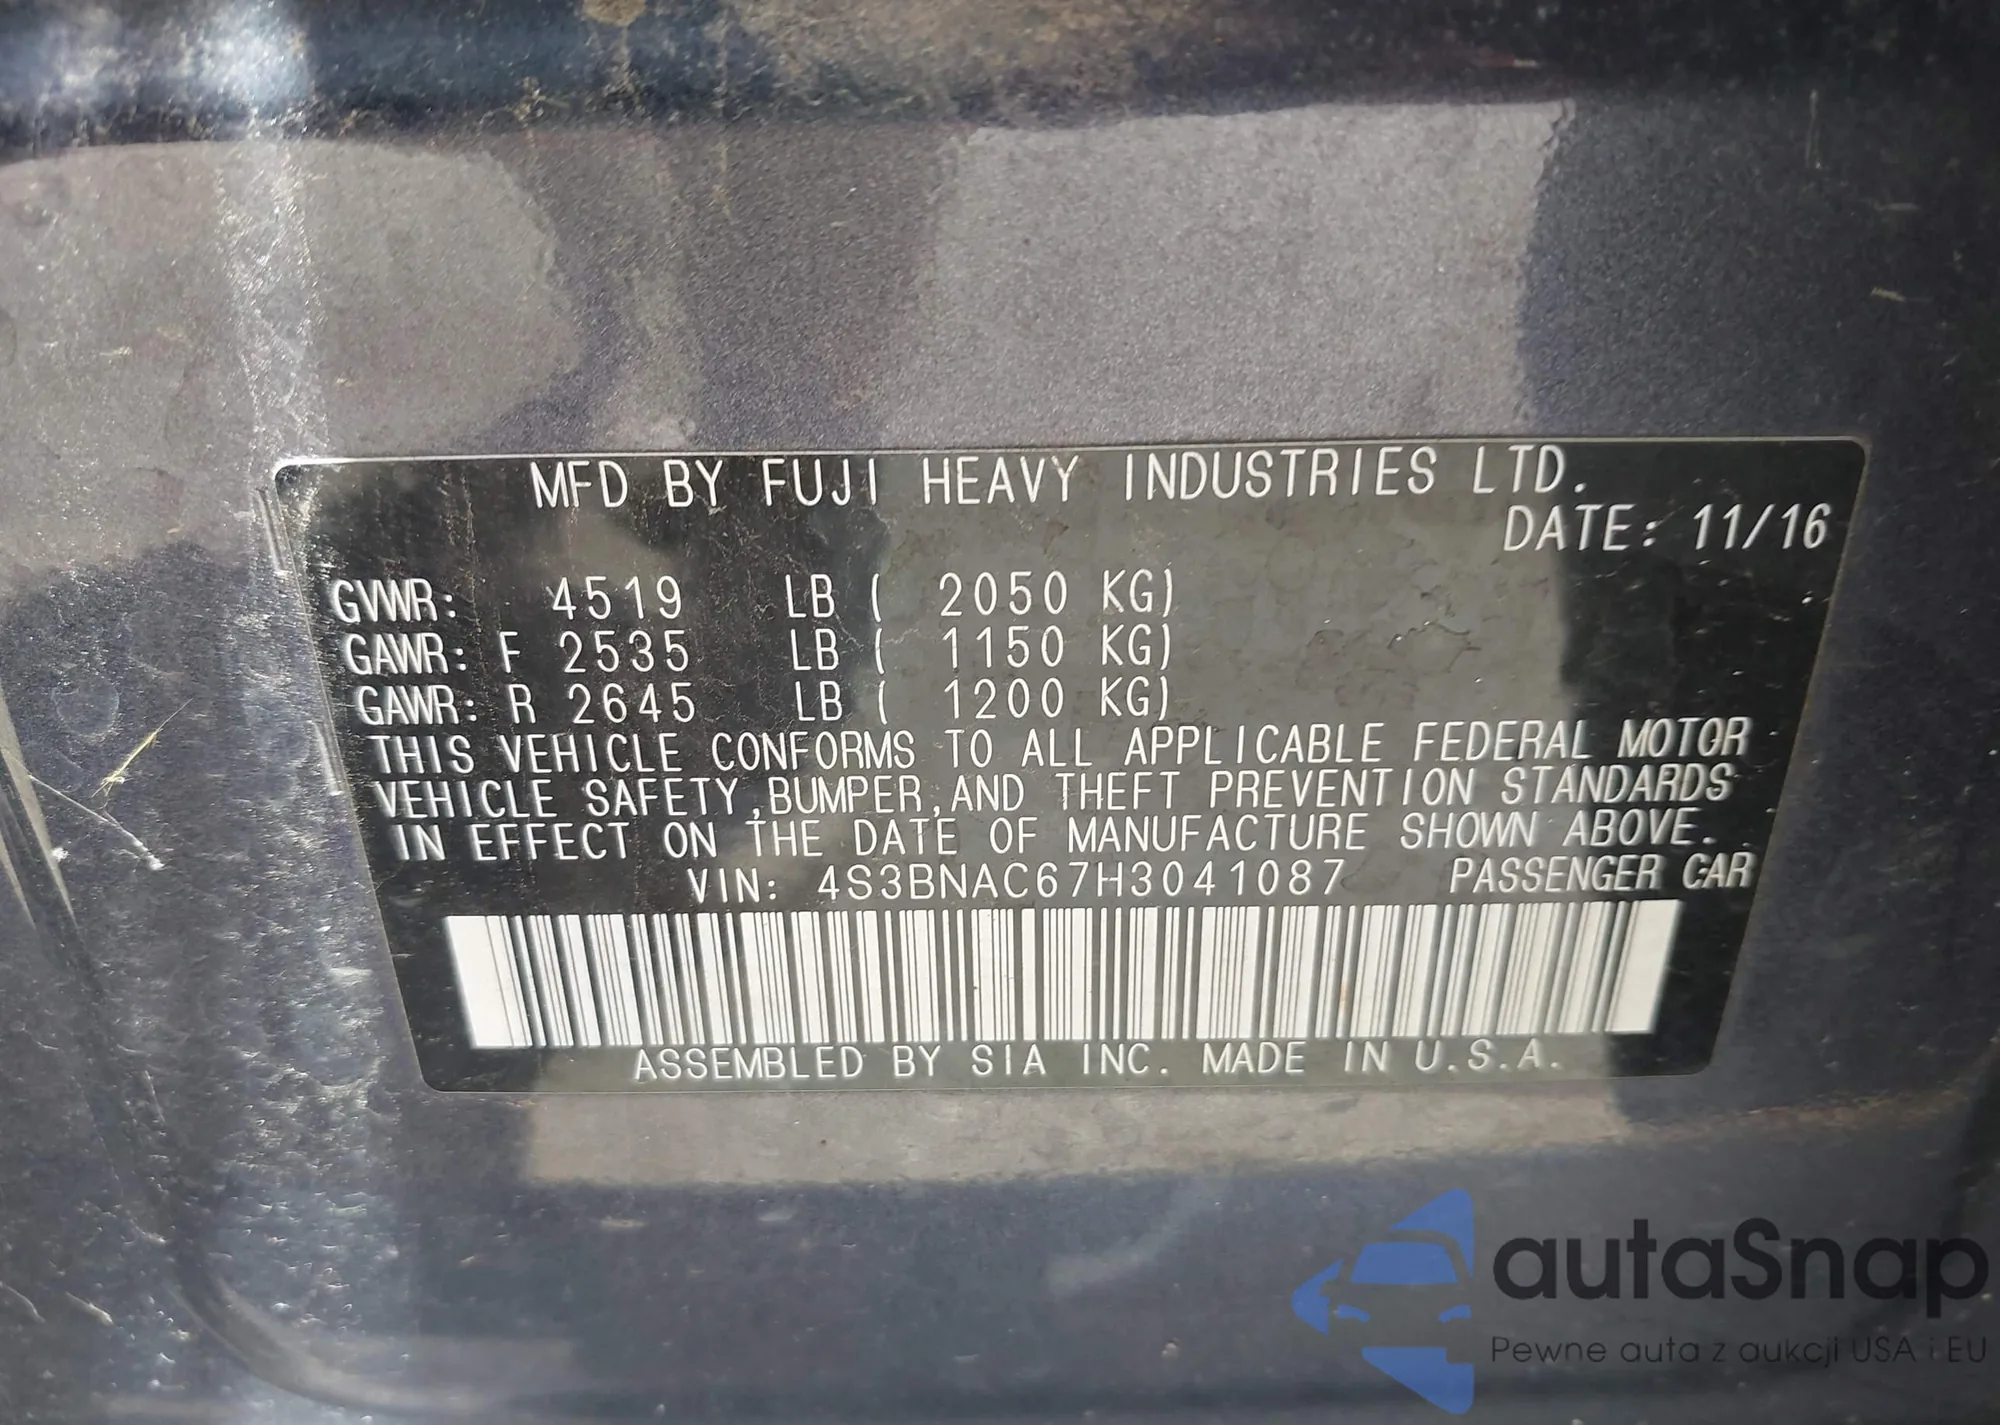 MFD BY FUJI HEAVY INDUSTRIES LTD.
DATE: 11/16
GVWR: 4519 LB ( 2050 KG)
GAWR: F 2535 LB ( 1150 KG)
GAWR: R 2645 LB ( 1200 KG)
THIS VEHICLE CONFORMS TO ALL APPLICABLE FEDERAL MOTOR
VEHICLE SAFETY,BUMPER,AND THEFT PREVENTION STANDARDS
IN EFFECT ON THE DATE OF MANUFACTURE SHOWN ABOVE.
VIN: 4S3BNAC67H3041087 PASSENGER CAR
ASSEMBLED BY SIA INC. MADE IN U.S.A.
autaSnap
Pewne auta z aukcji USA i EU